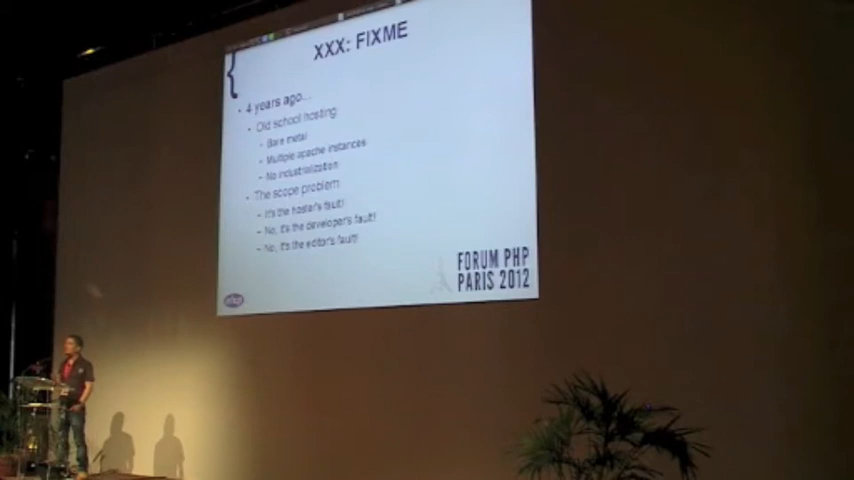 XXX: FIXME
{
• 4 years ago...
• Old school hosting
– Bare metal
– Multiple apache instances
– No industrialization
• The scope problem
– It's the hoster's fault!
– No, it's the developer's fault!
– No, it's the editor's fault!
FORUM PHP
PARIS 2012